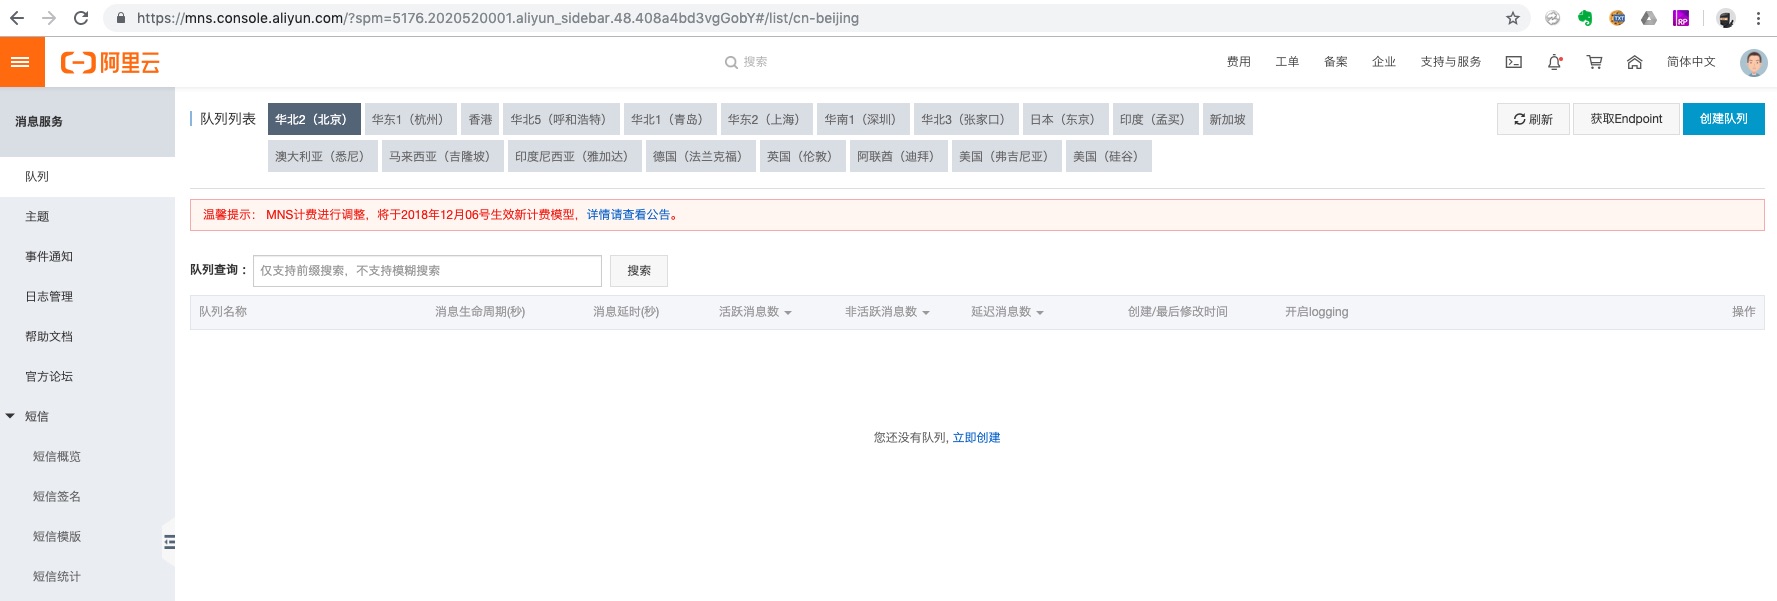 https://mns.console.aliyun.com/?spm=5176.2020520001.aliyun_sidebar.48.408a4bd3vgGobY#/list/cn-beijing
阿里云
搜索
费用 工单 备案 企业 支持与服务 简体中文
消息服务
队列
主题
事件通知
日志管理
帮助文档
官方论坛
短信
短信概览
短信签名
短信模版
短信统计
队列列表 华北2（北京） 华东1（杭州） 香港 华北5（呼和浩特） 华北1（青岛） 华东2（上海） 华南1（深圳） 华北3（张家口） 日本（东京） 印度（孟买） 新加坡
澳大利亚（悉尼） 马来西亚（吉隆坡） 印度尼西亚（雅加达） 德国（法兰克福） 英国（伦敦） 阿联酋（迪拜） 美国（弗吉尼亚） 美国（硅谷）
刷新 获取Endpoint 创建队列
温馨提示： MNS计费进行调整，将于2018年12月06号生效新计费模型，详情请查看公告。
队列查询： 仅支持前缀搜索，不支持模糊搜索 搜索
队列名称 消息生命周期(秒) 消息延时(秒) 活跃消息数 非活跃消息数 延迟消息数 创建/最后修改时间 开启logging 操作
您还没有队列, 立即创建